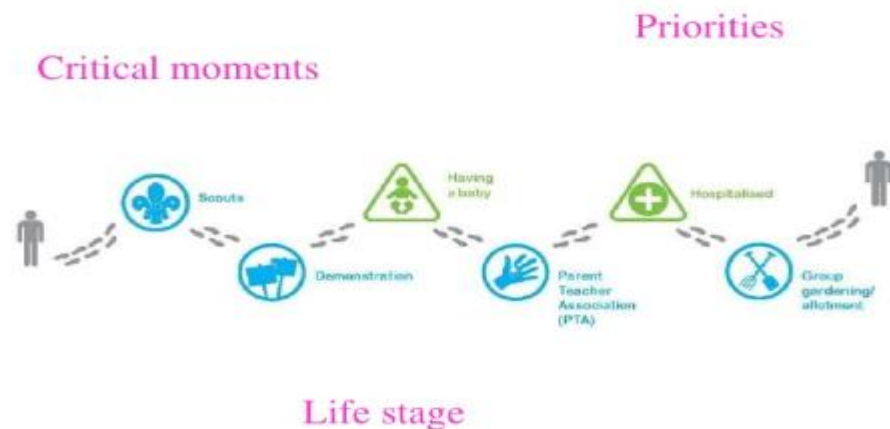 Priorities
Critical moments
Scouts
Having
a baby
Hospitalised
Demonstration
Parent
Teacher
Association
(PTA)
Group
gardening/
allotment
Life stage